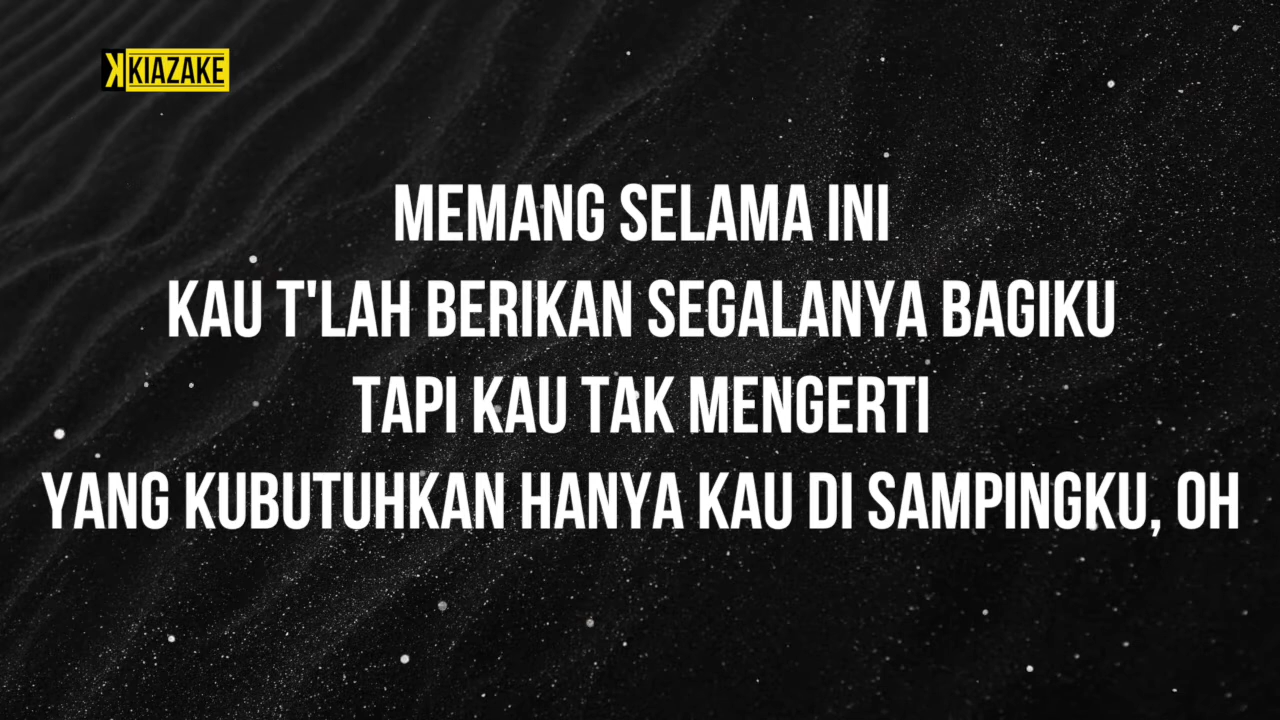 KIAZAKE
MEMANG SELAMA INI
KAU T'LAH BERIKAN SEGALANYA BAGIKU
TAPI KAU TAK MENGERTI
YANG KUBUTUHKAN HANYA KAU DI SAMPINGKU, OH